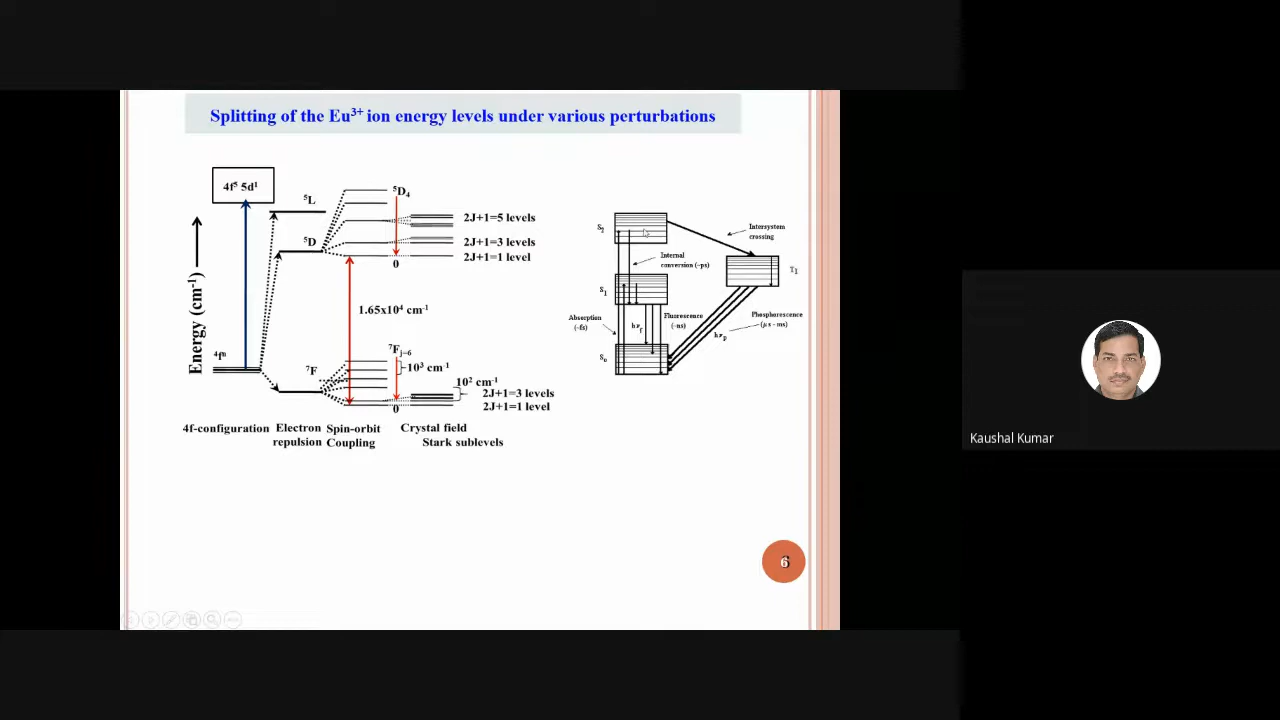 Splitting of the Eu³⁺ ion energy levels under various perturbations
4f⁵ 5d¹
⁵L
⁵D
⁵D₄
2J+1=5 levels
2J+1=3 levels
2J+1=1 level
0
Energy (cm⁻¹)
1.65x10⁴ cm⁻¹
⁴fⁿ
⁷F
⁷Fⱼ₌₆
10³ cm⁻¹
10² cm⁻¹
2J+1=3 levels
2J+1=1 level
0
4f-configuration
Electron
repulsion
Spin-orbit
Coupling
Crystal field
Stark sublevels
S₂
Intersystem
crossing
Internal
conversion (~ps)
T₁
S₁
Absorption
(~fs)
hν
f
Fluorescence
(~ns)
Phosphorescence
(μs - ms)
hνₚ
S₀
6
Kaushal Kumar